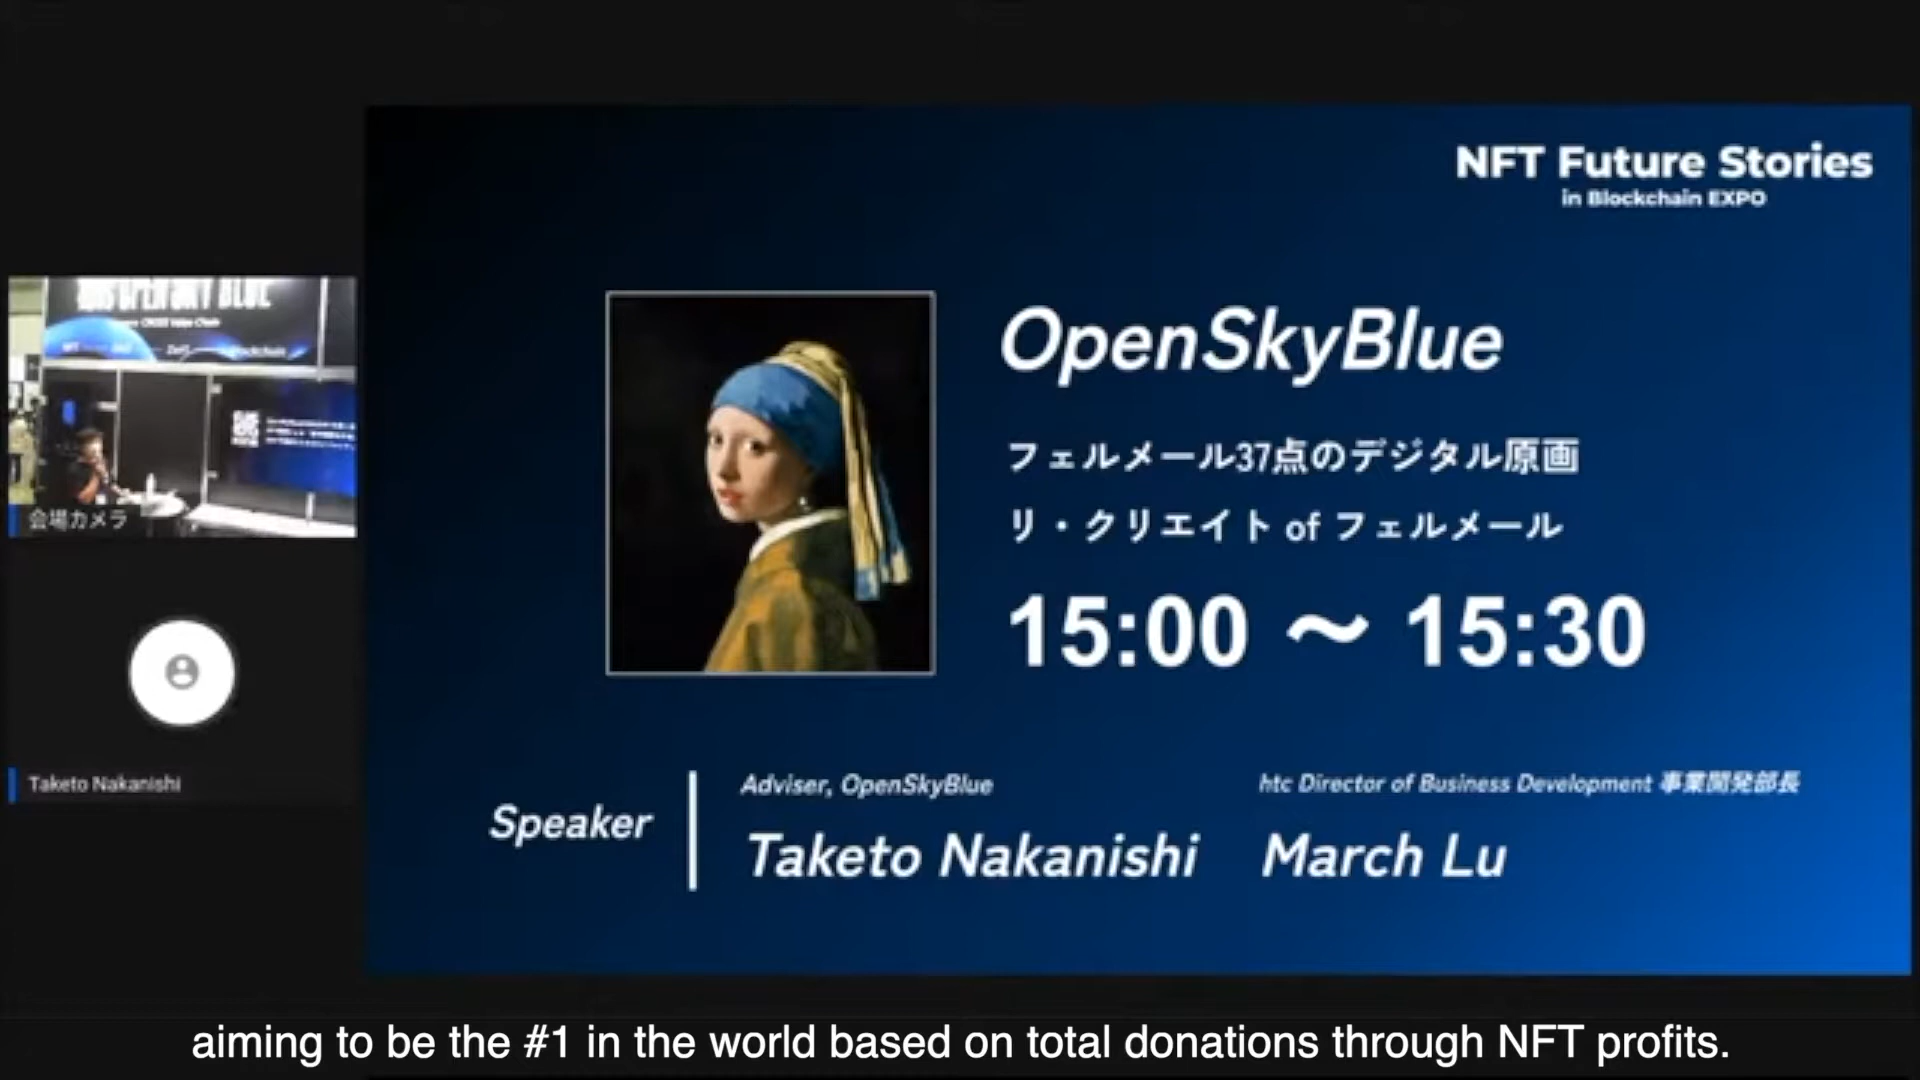 NFT Future Stories
in Blockchain EXPO
OPEN SKY BLUE
会場カメラ
Taketo Nakanishi
OpenSkyBlue
フェルメール37点のデジタル原画
リ・クリエイト of フェルメール
15:00 〜 15:30
Speaker
Adviser, OpenSkyBlue
Taketo Nakanishi
htc Director of Business Development 事業開発部長
March Lu
aiming to be the #1 in the world based on total donations through NFT profits.